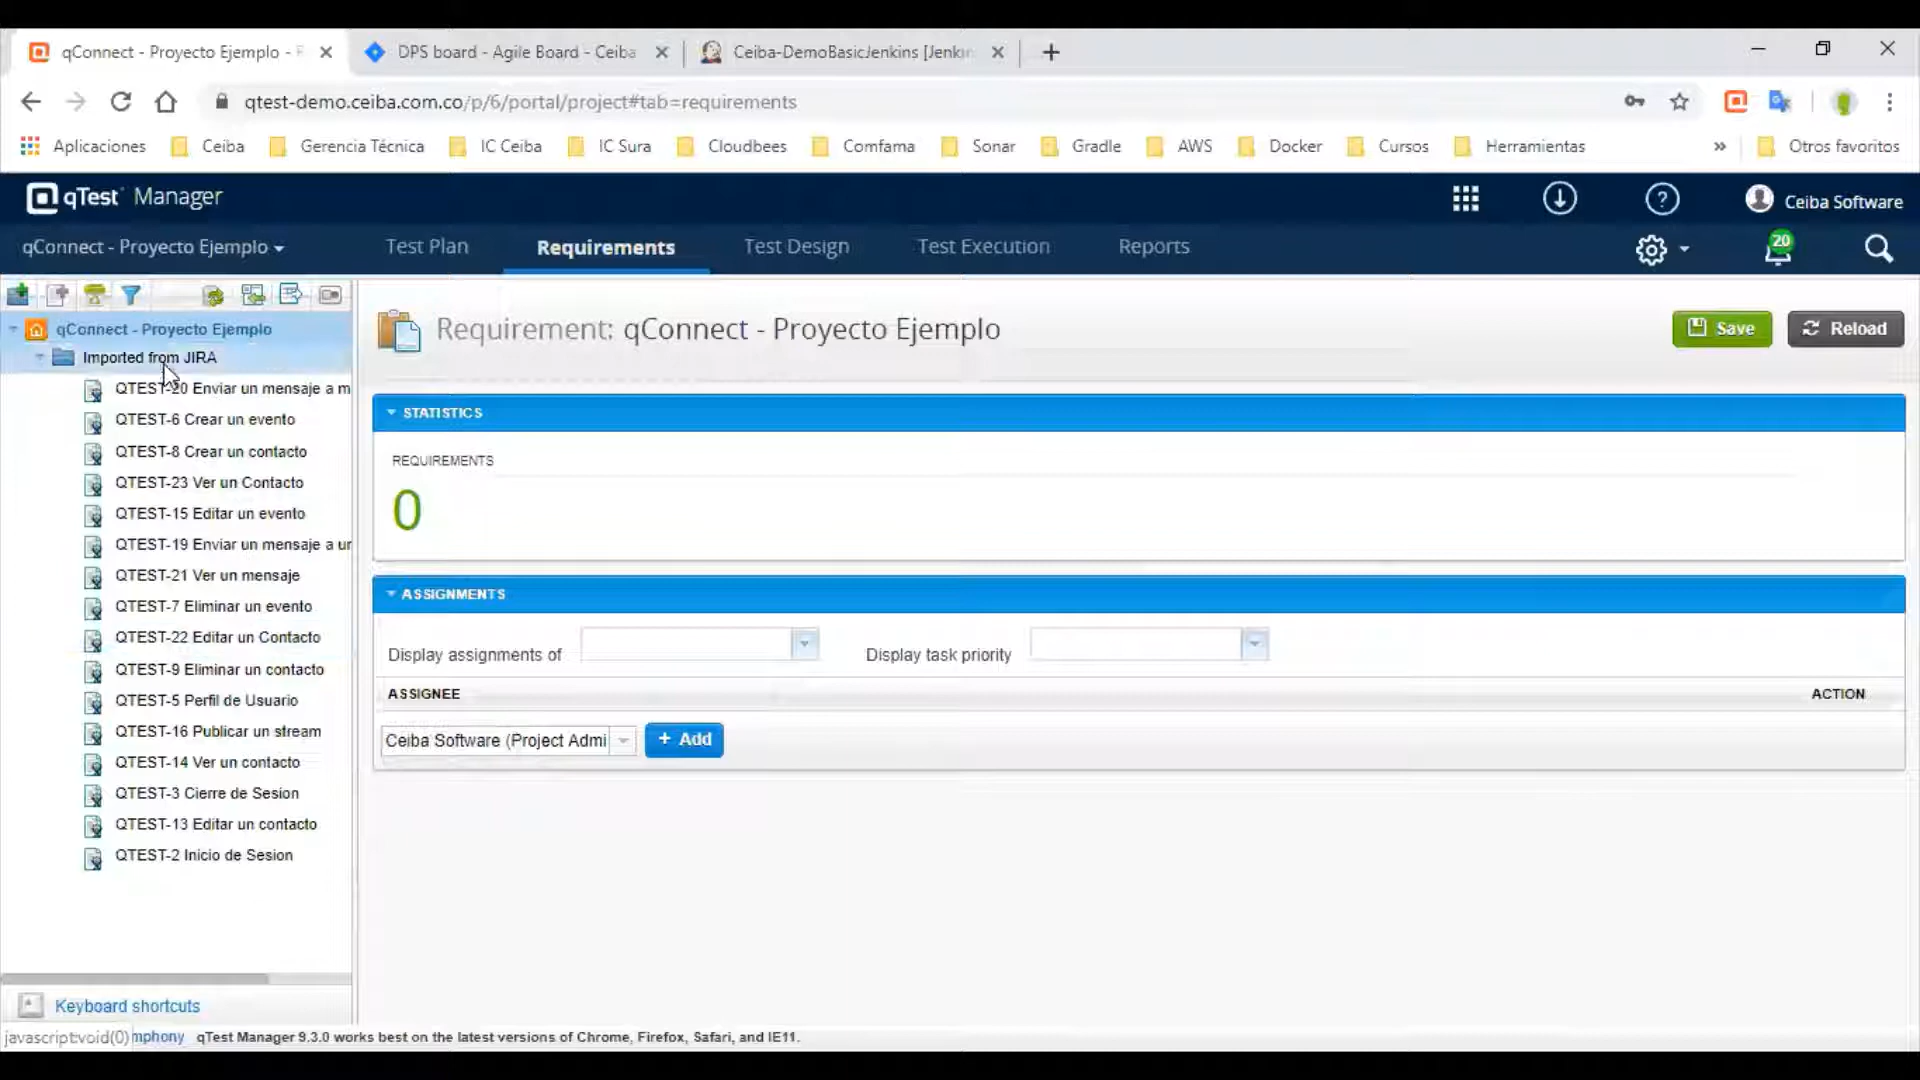 qConnect - Proyecto Ejemplo -
DPS board - Agile Board - Ceiba
Ceiba-DemoBasicJenkins [Jenkin
qtest-demo.ceiba.com.co/p/6/portal/project#tab=requirements
Aplicaciones Ceiba Gerencia Técnica IC Ceiba IC Sura Cloudbees Comfama Sonar Gradle AWS Docker Cursos Herramientas » Otros favoritos
qTest Manager
Ceiba Software
qConnect - Proyecto Ejemplo
Test Plan Requirements Test Design Test Execution Reports
20
qConnect - Proyecto Ejemplo
Imported from JIRA
QTEST-20 Enviar un mensaje a m
QTEST-6 Crear un evento
QTEST-8 Crear un contacto
QTEST-23 Ver un Contacto
QTEST-15 Editar un evento
QTEST-19 Enviar un mensaje a ur
QTEST-21 Ver un mensaje
QTEST-7 Eliminar un evento
QTEST-22 Editar un Contacto
QTEST-9 Eliminar un contacto
QTEST-5 Perfil de Usuario
QTEST-16 Publicar un stream
QTEST-14 Ver un contacto
QTEST-3 Cierre de Sesion
QTEST-13 Editar un contacto
QTEST-2 Inicio de Sesion
Keyboard shortcuts
Requirement: qConnect - Proyecto Ejemplo
Save
Reload
STATISTICS
REQUIREMENTS
0
ASSIGNMENTS
Display assignments of
Display task priority
ASSIGNEE ACTION
Ceiba Software (Project Admi
+ Add
javascript:void(0) mphony qTest Manager 9.3.0 works best on the latest versions of Chrome, Firefox, Safari, and IE11.